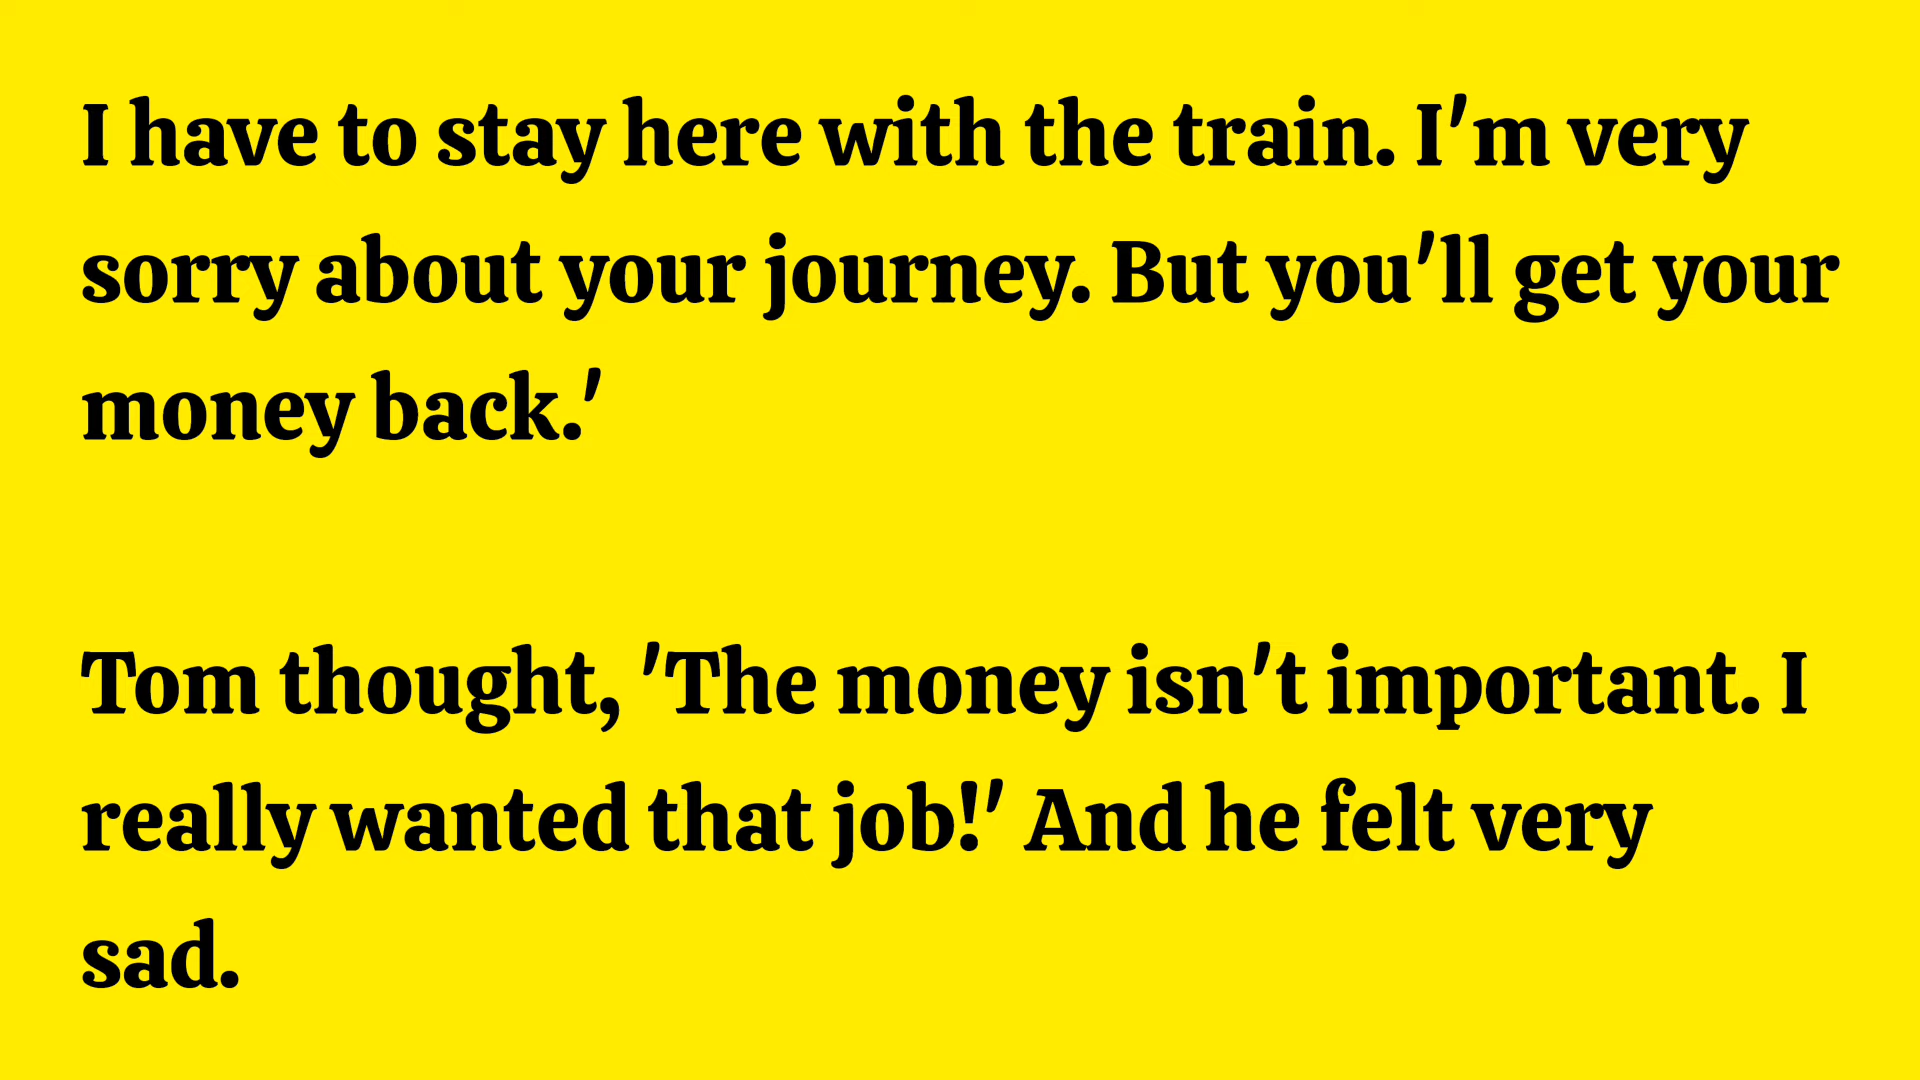 I have to stay here with the train. I'm very
sorry about your journey. But you'll get your
money back.'
Tom thought, 'The money isn't important. I
really wanted that job!' And he felt very
sad.